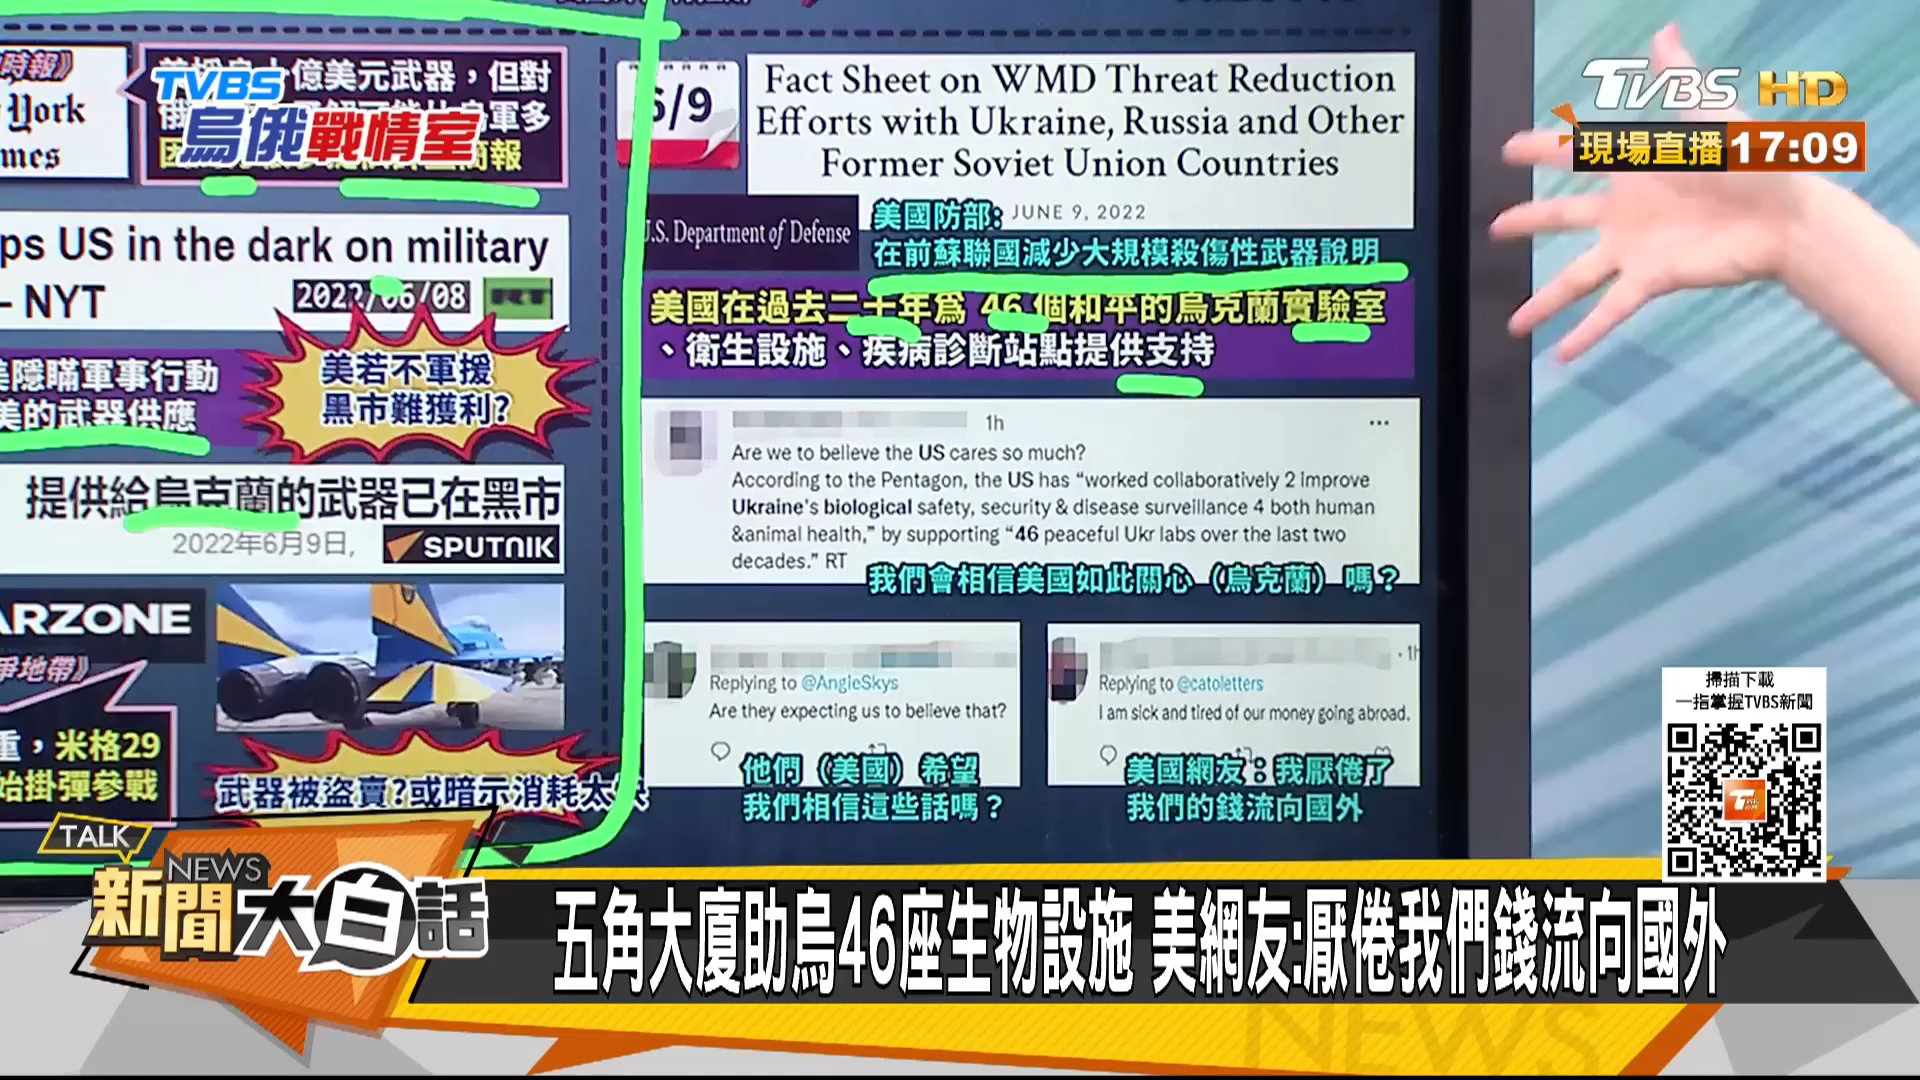 時報》
York
mes
億美元武器，但對
軍多
簡報
TVBS
烏俄戰情室
ps US in the dark on military
- NYT
2022/06/08
RT
美隱瞞軍事行動
美的武器供應
美若不軍援
黑市難獲利?
提供給烏克蘭的武器已在黑市
2022年6月9日,
SPUTNIK
ARZONE
爭地帶》
重，米格29
始掛彈參戰
武器被盜賣?或暗示消耗太
6/9
Fact Sheet on WMD Threat Reduction
Efforts with Ukraine, Russia and Other
Former Soviet Union Countries
JUNE 9, 2022
U.S. Department of Defense
美國防部:
在前蘇聯國減少大規模殺傷性武器說明
美國在過去二十年為 46 個和平的烏克蘭實驗室
、衛生設施、疾病診斷站點提供支持
1h
Are we to believe the US cares so much?
According to the Pentagon, the US has “worked collaboratively 2 improve
Ukraine's biological safety, security & disease surveillance 4 both human
&animal health,” by supporting “46 peaceful Ukr labs over the last two
decades.” RT
我們會相信美國如此關心（烏克蘭）嗎？
Replying to @AngieSkys
Are they expecting us to believe that?
他們（美國）希望
我們相信這些話嗎？
1h
Replying to @catoletters
I am sick and tired of our money going abroad.
美國網友：我厭倦了
我們的錢流向國外
TVBS HD
現場直播 17:09
掃描下載
一指掌握TVBS新聞
TALK
NEWS
新聞大白話
五角大廈助烏46座生物設施 美網友:厭倦我們錢流向國外
NEWS